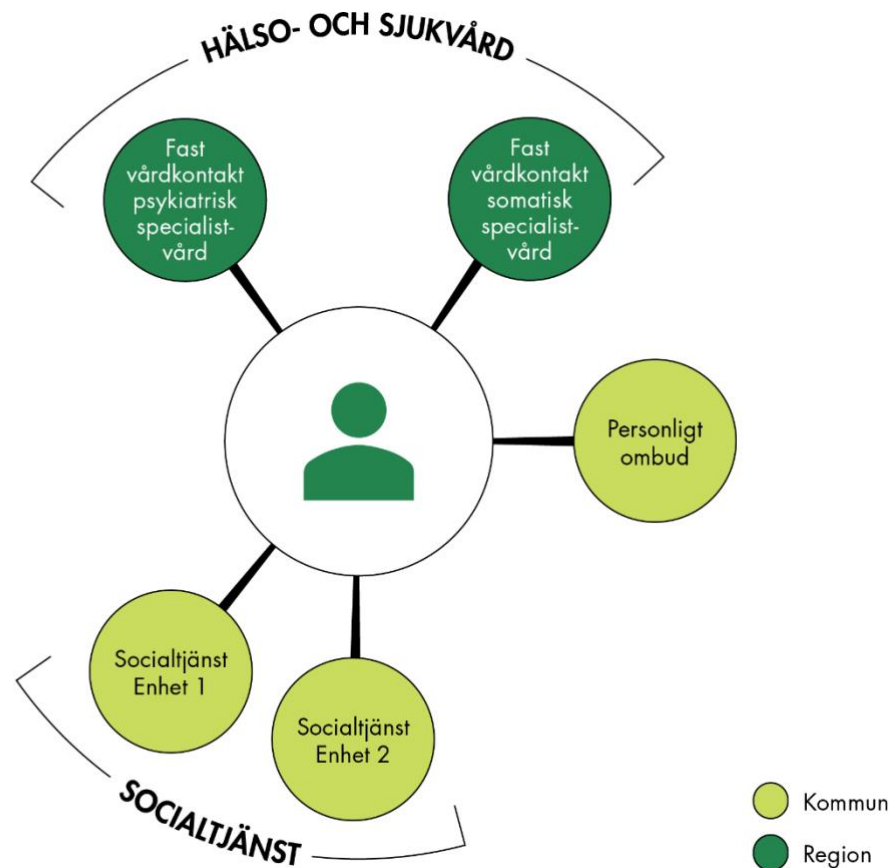 HÄLSO- OCH SJUKVÅRD
Fast
vårdkontakt
psykiatrisk
specialist-
vård
Fast
vårdkontakt
somatisk
specialist-
vård
Personligt
ombud
Socialtjänst
Enhet 1
Socialtjänst
Enhet 2
SOCIALTJÄNST
Kommun
Region